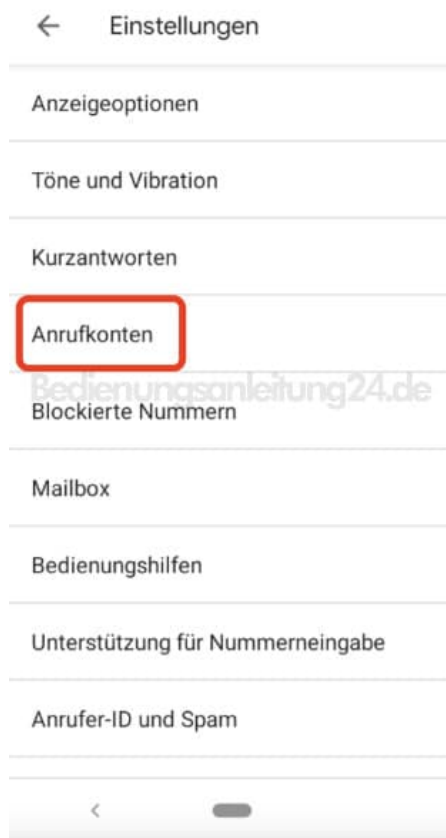 Einstellungen
Anzeigeoptionen
Töne und Vibration
Kurzantworten
Anrufkonten
Bedienungsanleitung24.de
Blockierte Nummern
Mailbox
Bedienungshilfen
Unterstützung für Nummerneingabe
Anrufer-ID und Spam